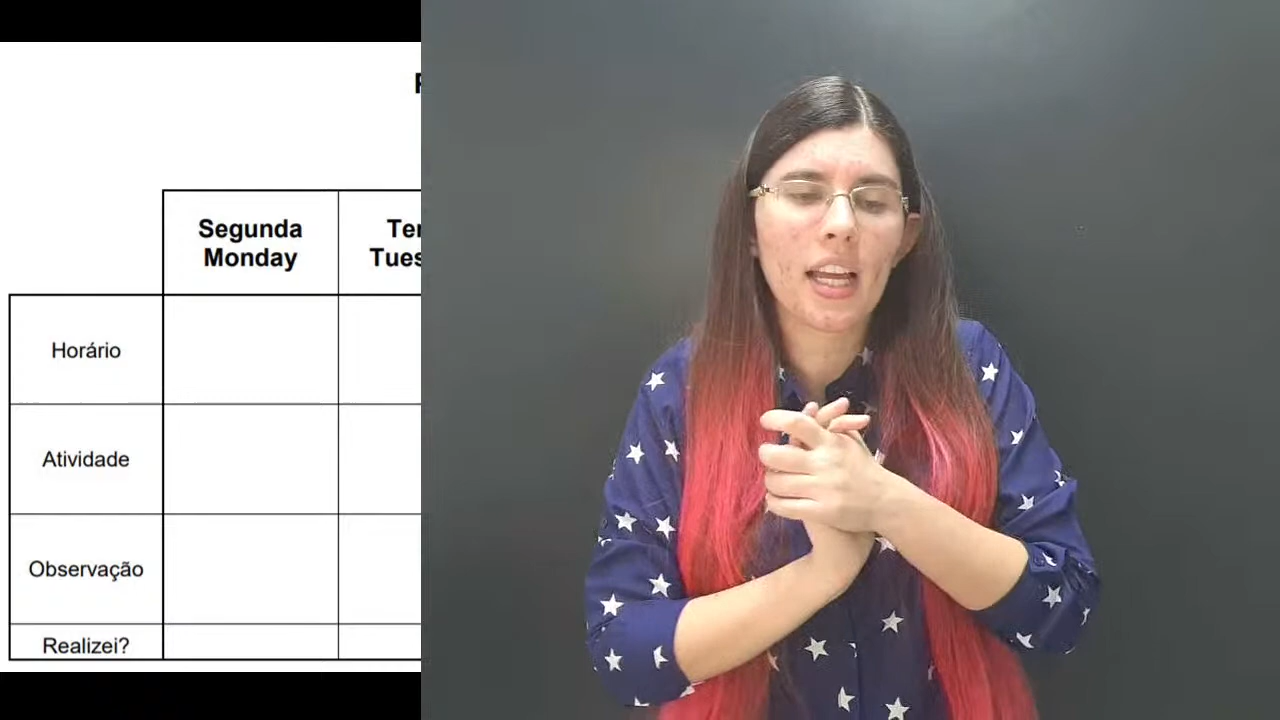 Segunda
Monday
Horário
Atividade
Observação
Realizei?